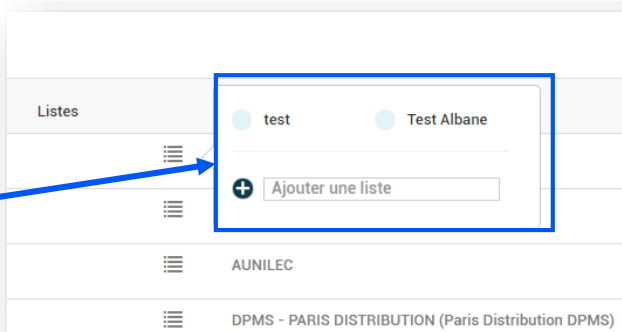 Listes
test
Test Albane
Ajouter une liste
AUNILEC
DPMS - PARIS DISTRIBUTION (Paris Distribution DPMS)